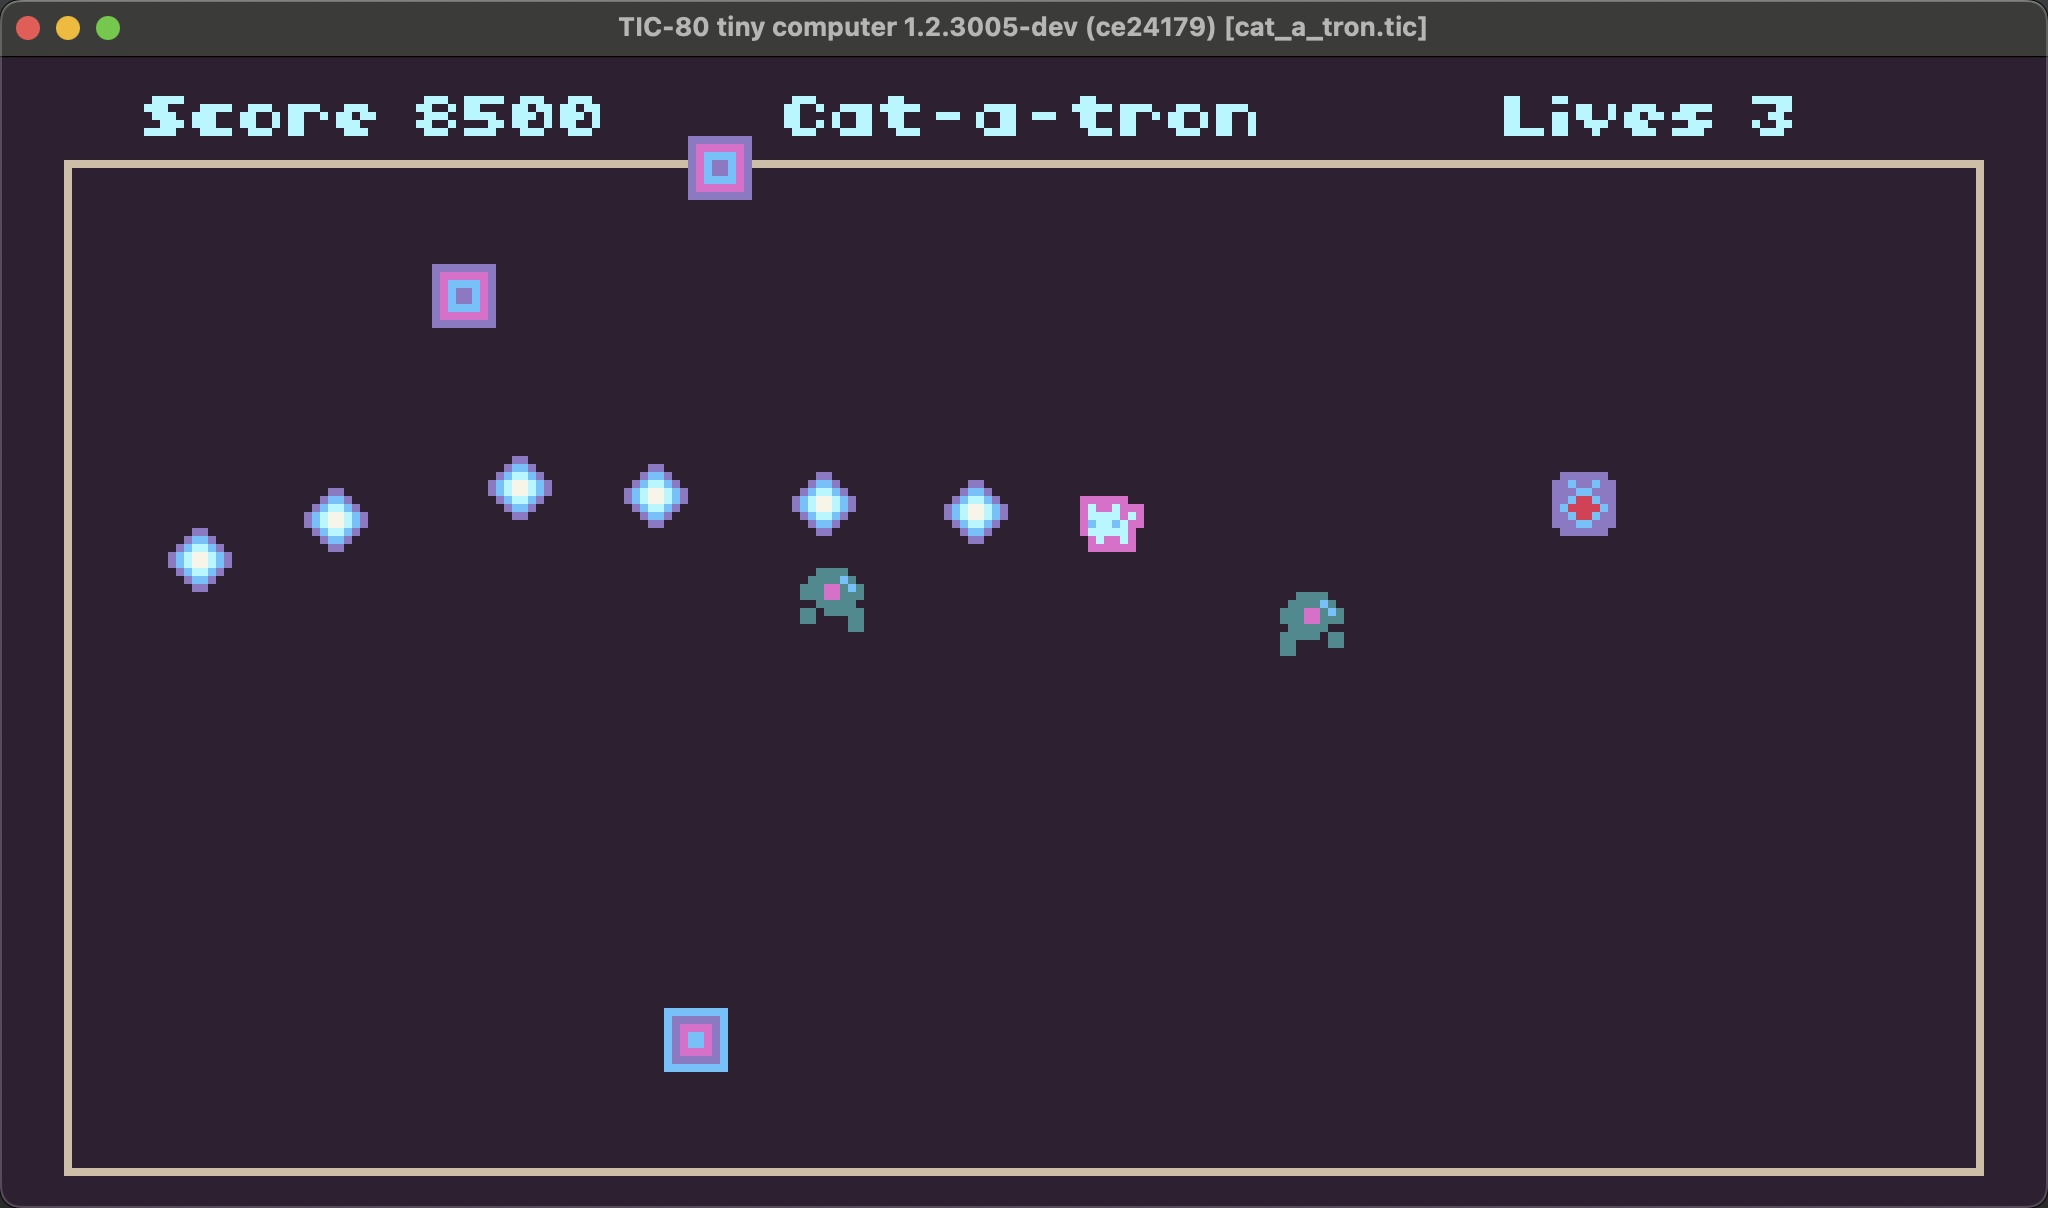 TIC-80 tiny computer 1.2.3005-dev (ce24179) [cat_a_tron.tic]
Score 8500 Cat-a-tron Lives 3